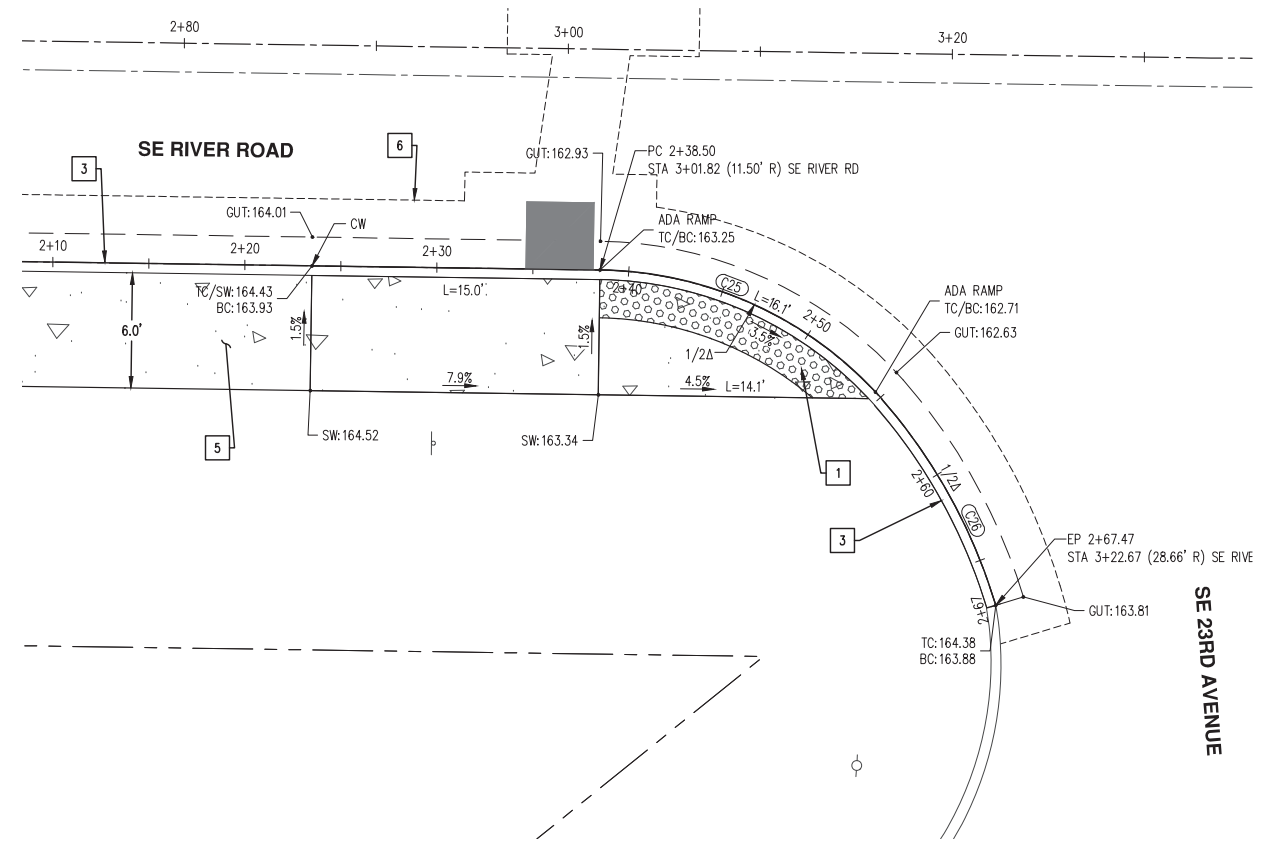 2+80
3+00
3+20
SE RIVER ROAD
6
3
GUT:162.93
PC 2+38.50
STA 3+01.82 (11.50' R) SE RIVER RD
GUT:164.01
CW
ADA RAMP
TC/BC:163.25
2+10
2+20
2+30
2+40
C25
L=16.1'
2+50
TC/SW:164.43
BC:163.93
L=15.0'
ADA RAMP
TC/BC:162.71
GUT:162.63
6.0'
1.5%
1.5%
3.5%
1/2Δ
7.9%
4.5%
L=14.1'
5
SW:164.52
SW:163.34
1
1/2Δ
2+60
C26
3
EP 2+67.47
STA 3+22.67 (28.66' R) SE RIVE
2+67
GUT:163.81
TC:164.38
BC:163.88
SE 23RD AVENUE